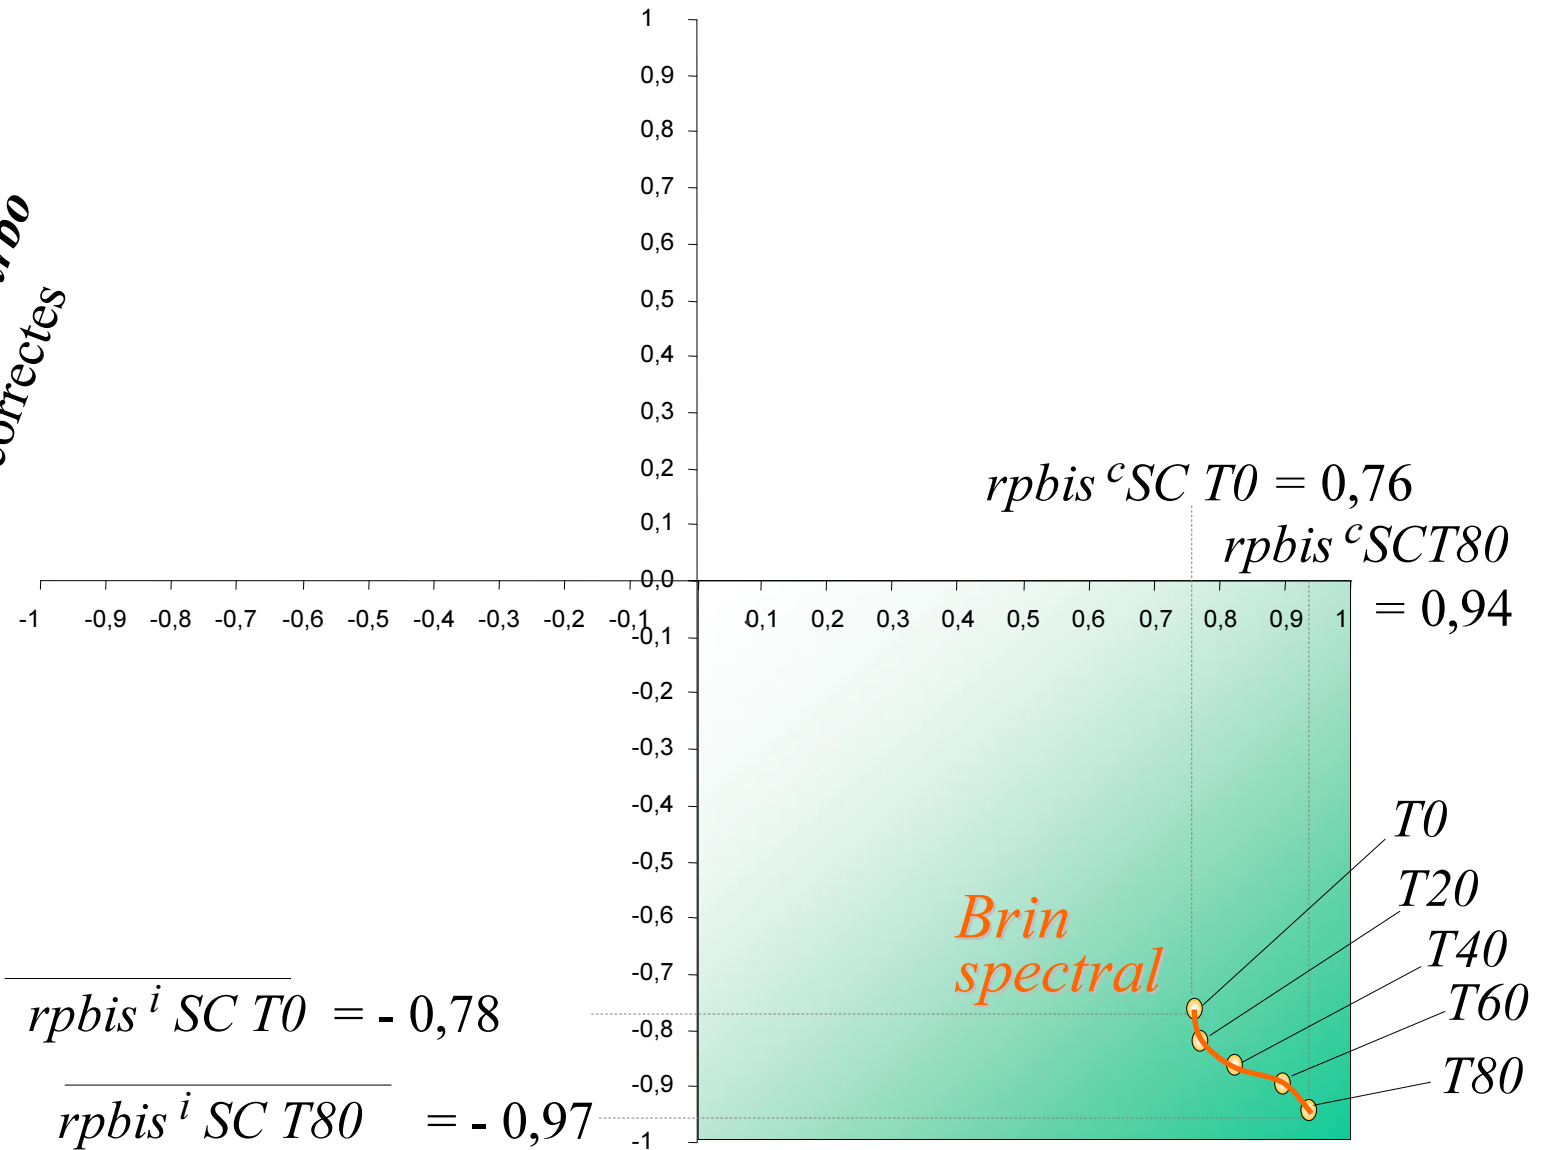 1
0,9
0,8
0,7
0,6
0,5
0,4
0,3
0,2
0,1
0,0
-0,1
-0,2
-0,3
-0,4
-0,5
-0,6
-0,7
-0,8
-0,9
-1
-1 -0,9 -0,8 -0,7 -0,6 -0,5 -0,4 -0,3 -0,2 -0,1 0,1 0,2 0,3 0,4 0,5 0,6 0,7 0,8 0,9 1
correctes
rpbis c SC T0 = 0,76
rpbis c SCT80
= 0,94
T0
T20
T40
T60
T80
Brin
spectral
rpbis i SC T0 = - 0,78
rpbis i SC T80 = - 0,97